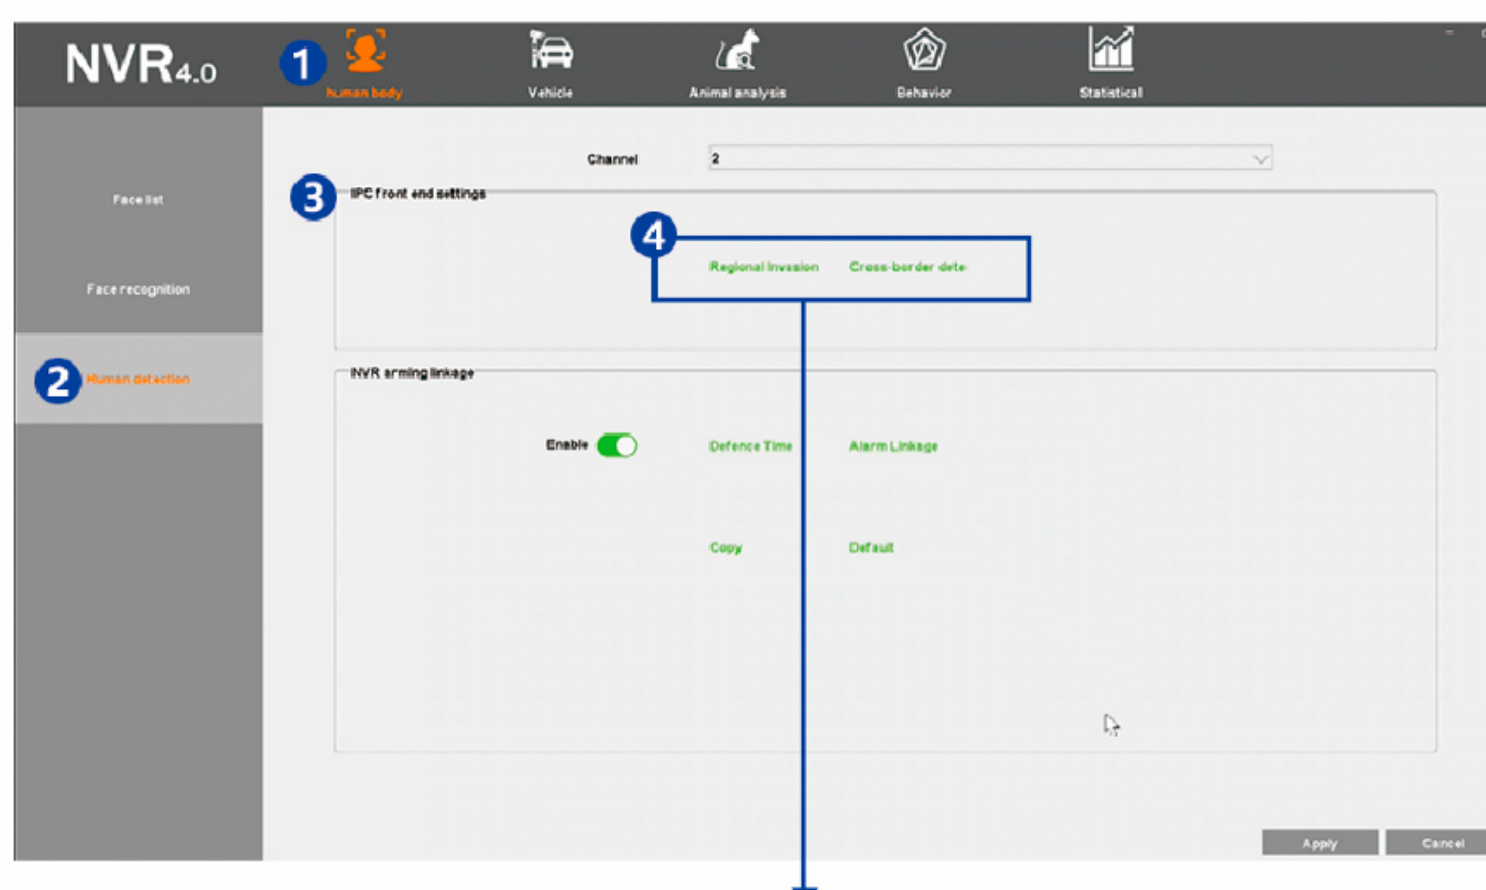 NVR4.0
1
human body
Vehicle
Animal analysis
Behavior
Statistical
Channel
2
Face list
3
IPC front end settings
4
Regional Invasion
Cross-border dete
Face recognition
2
Human detection
NVR arming linkage
Enable
Defence Time
Alarm Linkage
Copy
Default
Apply
Cancel